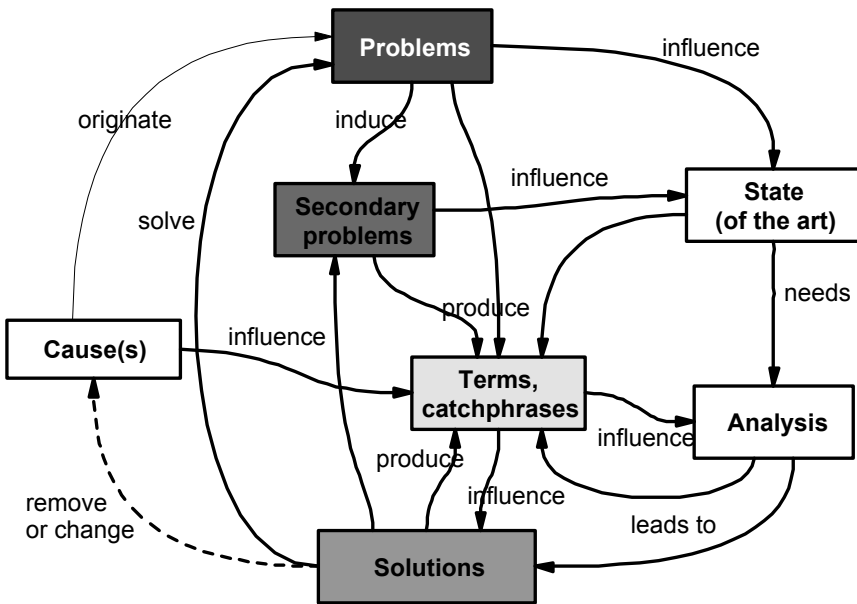 Problems
influence
originate
induce
Secondary
problems
influence
State
(of the art)
solve
produce
needs
Cause(s)
influence
Terms,
catchphrases
Analysis
influence
produce
influence
remove
or change
leads to
Solutions